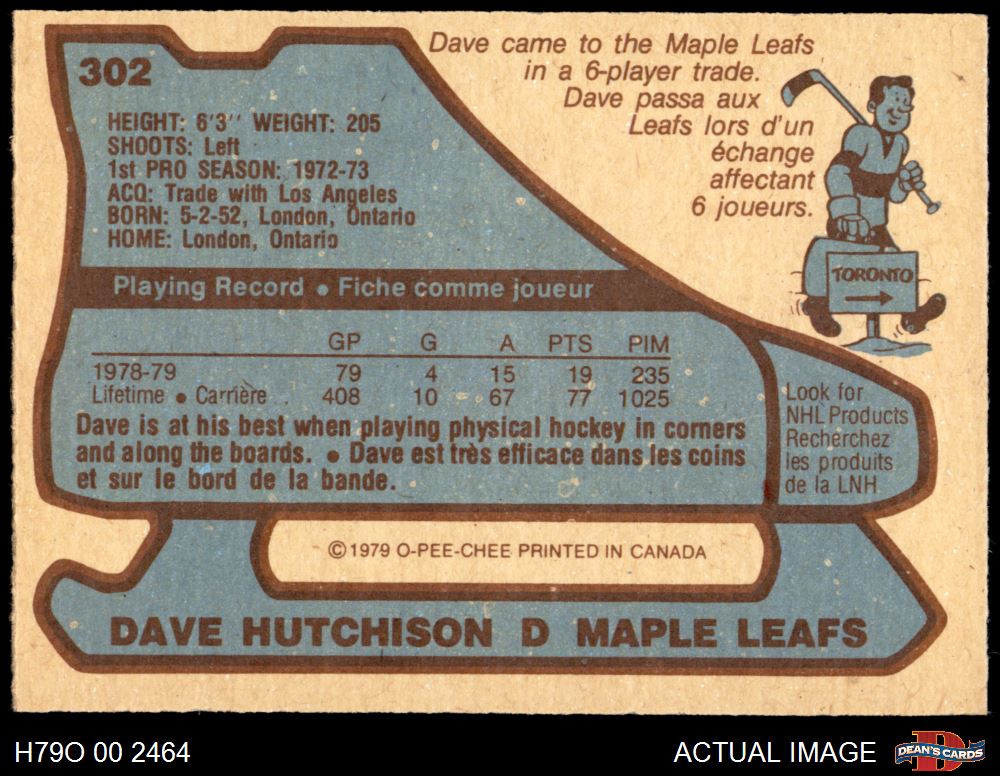 302
Dave came to the Maple Leafs
in a 6-player trade.
Dave passa aux
Leafs lors d'un
échange
affectant
6 joueurs.
HEIGHT: 6'3" WEIGHT: 205
SHOOTS: Left
1st PRO SEASON: 1972-73
ACQ: Trade with Los Angeles
BORN: 5-2-52, London, Ontario
HOME: London, Ontario
TORONTO
Playing Record • Fiche comme joueur
GP G A PTS PIM
1978-79 79 4 15 19 235
Lifetime • Carrière 408 10 67 77 1025
Dave is at his best when playing physical hockey in corners
and along the boards. • Dave est très efficace dans les coins
et sur le bord de la bande.
Look for
NHL Products
Recherchez
les produits
de la LNH
©1979 O-PEE-CHEE PRINTED IN CANADA
DAVE HUTCHISON D MAPLE LEAFS
H79O 00 2464
ACTUAL IMAGE
D
DEAN'S CARDS